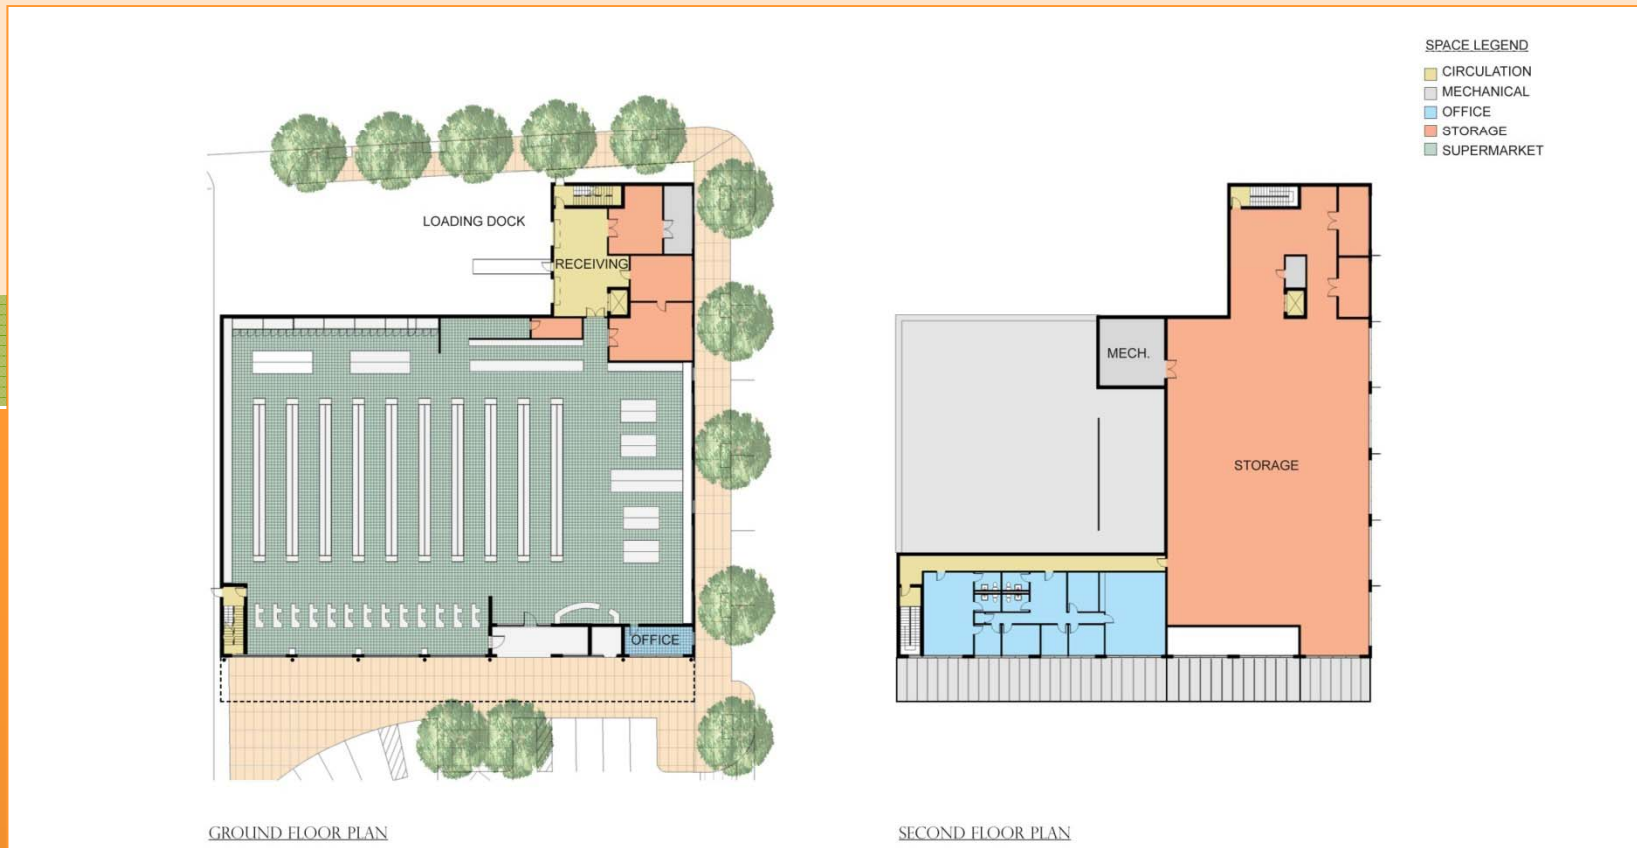 SPACE LEGEND
CIRCULATION
MECHANICAL
OFFICE
STORAGE
SUPERMARKET
LOADING DOCK
RECEIVING
OFFICE
MECH.
STORAGE
GROUND FLOOR PLAN
SECOND FLOOR PLAN